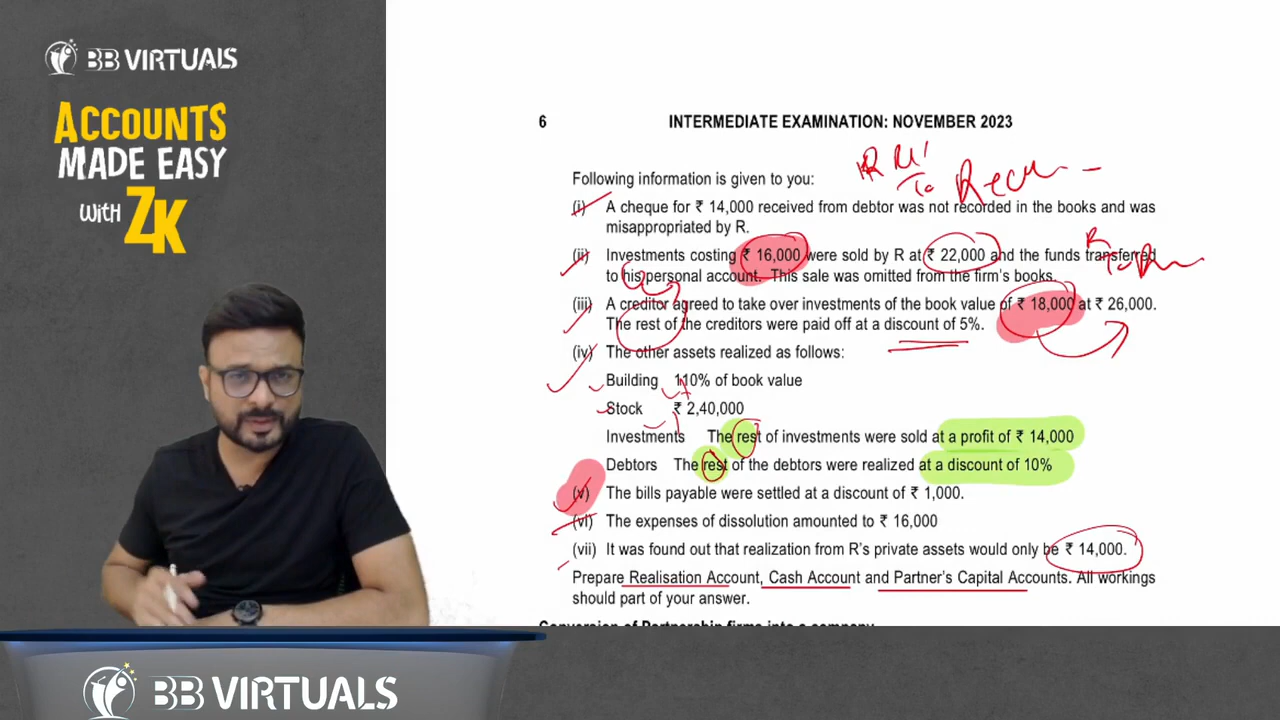 BB VIRTUALS
ACCOUNTS
MADE EASY
WITH ZK
6 INTERMEDIATE EXAMINATION: NOVEMBER 2023
Following information is given to you:
(i) A cheque for ₹ 14,000 received from debtor was not recorded in the books and was
misappropriated by R.
(ii) Investments costing ₹ 16,000 were sold by R at ₹ 22,000 and the funds transferred
to his personal account. This sale was omitted from the firm's books.
(iii) A creditor agreed to take over investments of the book value of ₹ 18,000 at ₹ 26,000.
The rest of the creditors were paid off at a discount of 5%.
(iv) The other assets realized as follows:
Building 110% of book value
Stock ₹ 2,40,000
Investments The rest of investments were sold at a profit of ₹ 14,000
Debtors The rest of the debtors were realized at a discount of 10%
(v) The bills payable were settled at a discount of ₹ 1,000.
(vi) The expenses of dissolution amounted to ₹ 16,000
(vii) It was found out that realization from R's private assets would only be ₹ 14,000.
Prepare Realisation Account, Cash Account and Partner's Capital Accounts. All workings
should part of your answer.
Conversion of Partnership firms into a company
BB VIRTUALS